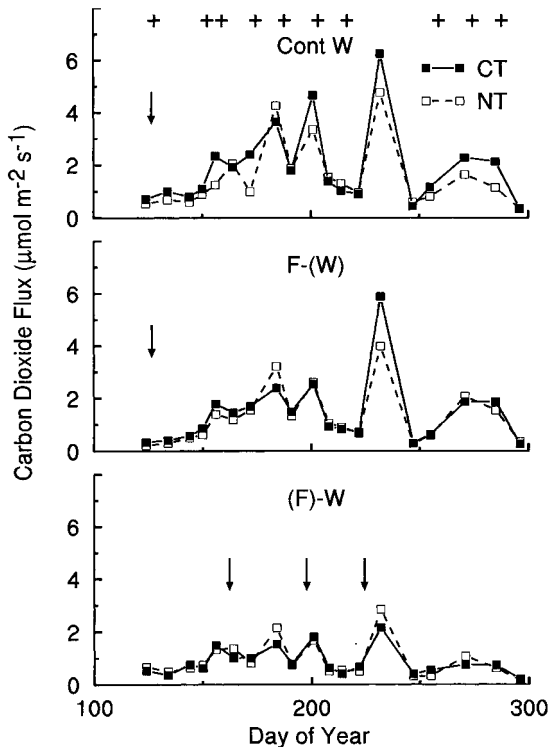 + + + + + + + + + +
Cont W
CT
NT
6
4
2
0
F-(W)
6
4
2
0
(F)-W
6
4
2
0
100 200 300
Day of Year
Carbon Dioxide Flux (μmol m⁻² s⁻¹)